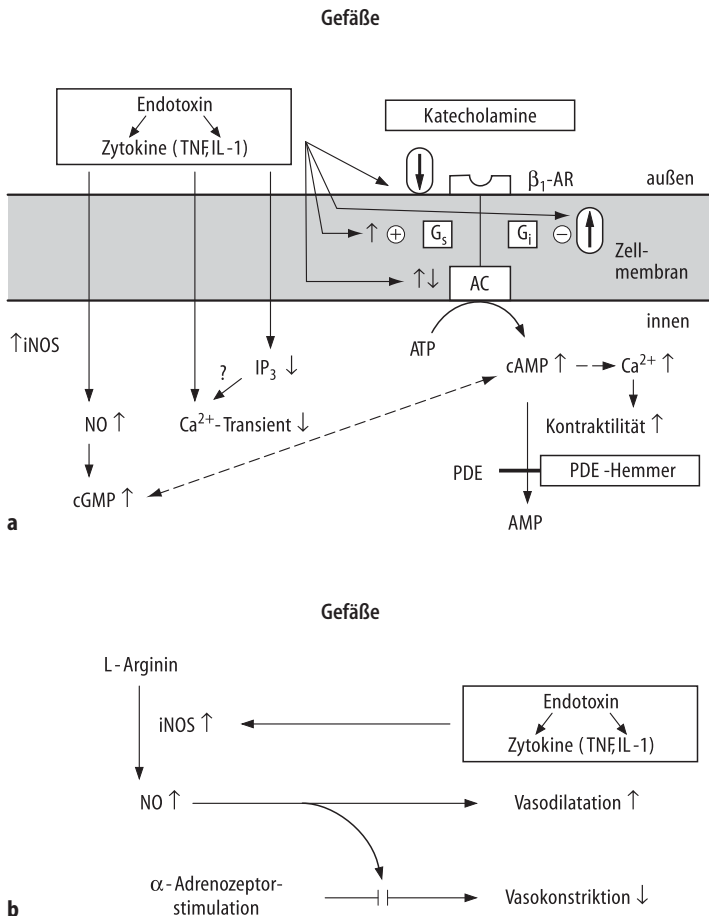 Gefäße
Endotoxin
Zytokine (TNF,IL-1)
Katecholamine
β₁-AR
außen
↑ +
Gₛ
Gᵢ
−
Zell-
membran
↑↓
AC
innen
↑iNOS
ATP
?
IP₃ ↓
cAMP ↑
Ca²⁺ ↑
NO ↑
Ca²⁺-Transient ↓
Kontraktilität ↑
cGMP ↑
PDE
PDE-Hemmer
AMP
a
Gefäße
L-Arginin
iNOS ↑
Endotoxin
Zytokine (TNF,IL-1)
NO ↑
Vasodilatation ↑
α-Adrenozeptor-
stimulation
Vasokonstriktion ↓
b